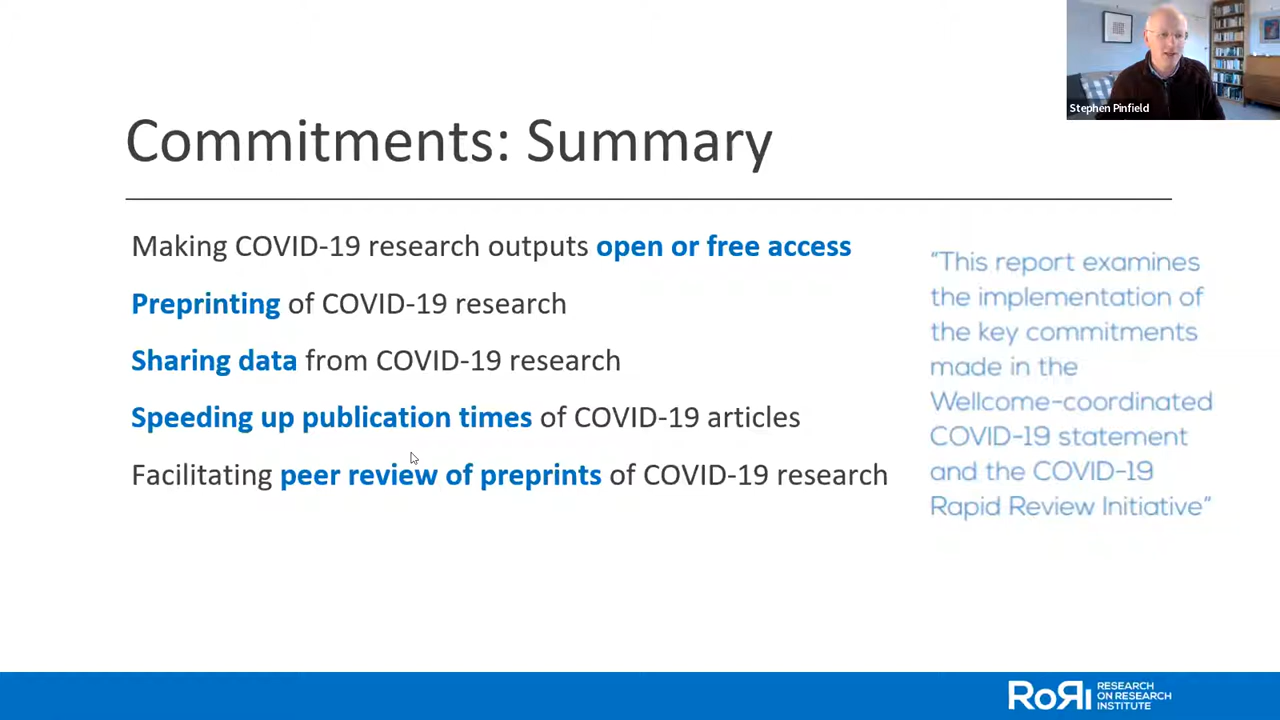 Stephen Pinfield
Commitments: Summary
Making COVID-19 research outputs open or free access
Preprinting of COVID-19 research
Sharing data from COVID-19 research
Speeding up publication times of COVID-19 articles
Facilitating peer review of preprints of COVID-19 research
“This report examines
the implementation of
the key commitments
made in the
Wellcome-coordinated
COVID-19 statement
and the COVID-19
Rapid Review Initiative”
RoRI
RESEARCH
ON RESEARCH
INSTITUTE